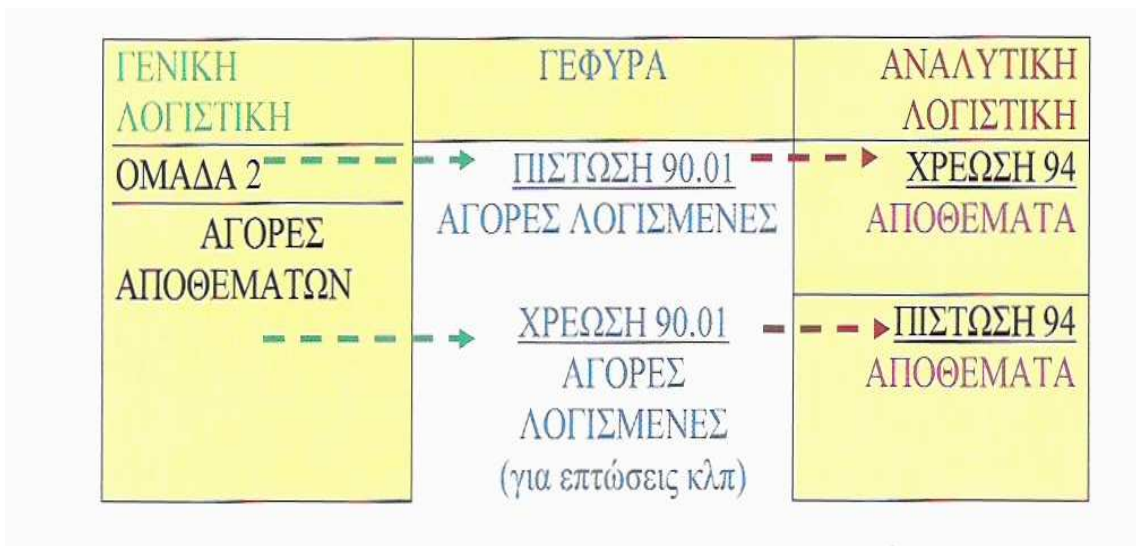 ΓΕΝΙΚΗ
ΛΟΓΙΣΤΙΚΗ
ΟΜΑΔΑ 2
ΑΓΟΡΕΣ
ΑΠΟΘΕΜΑΤΩΝ
ΓΕΦΥΡΑ
ΠΙΣΤΩΣΗ 90.01
ΑΓΟΡΕΣ ΛΟΓΙΣΜΕΝΕΣ
ΧΡΕΩΣΗ 90.01
ΑΓΟΡΕΣ
ΛΟΓΙΣΜΕΝΕΣ
(για επτώσεις κλπ)
ΑΝΑΛΥΤΙΚΗ
ΛΟΓΙΣΤΙΚΗ
ΧΡΕΩΣΗ 94
ΑΠΟΘΕΜΑΤΑ
ΠΙΣΤΩΣΗ 94
ΑΠΟΘΕΜΑΤΑ